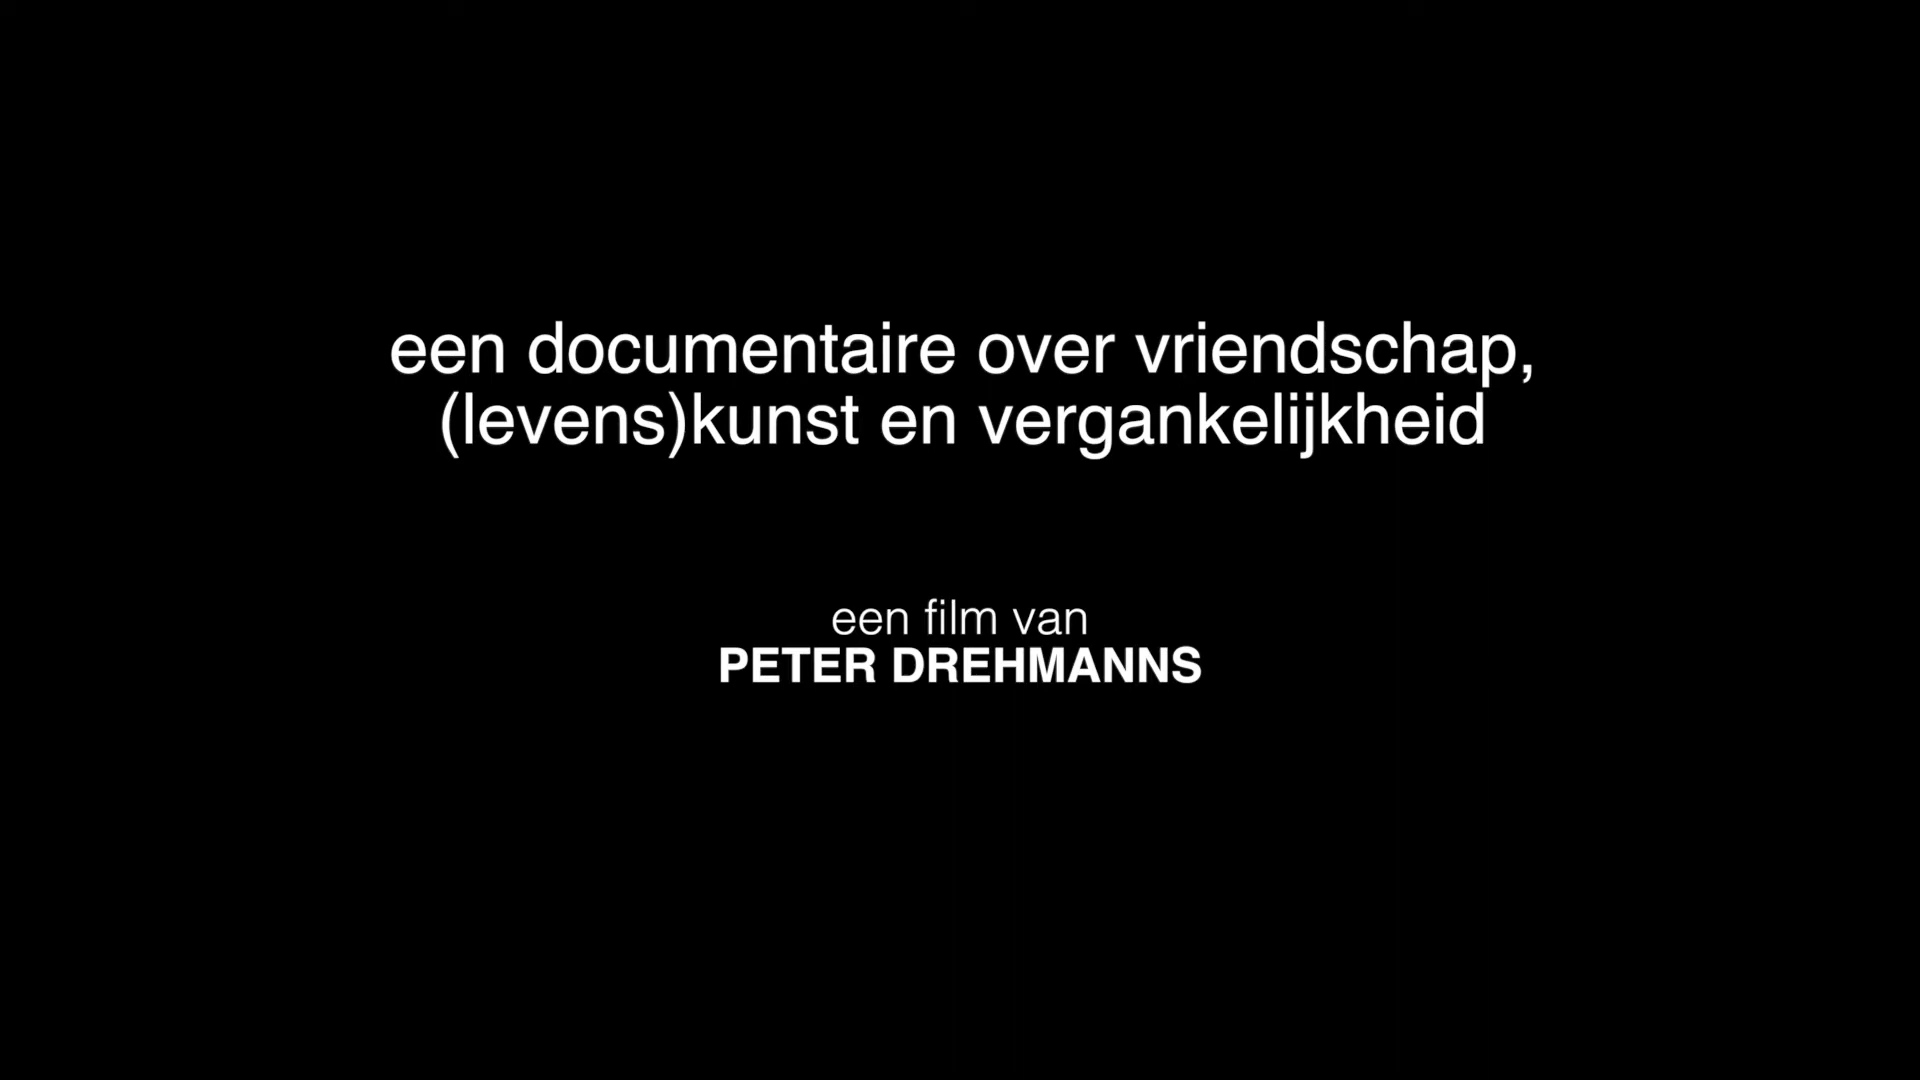 een documentaire over vriendschap,
(levens)kunst en vergankelijkheid
een film van
PETER DREHMANNS